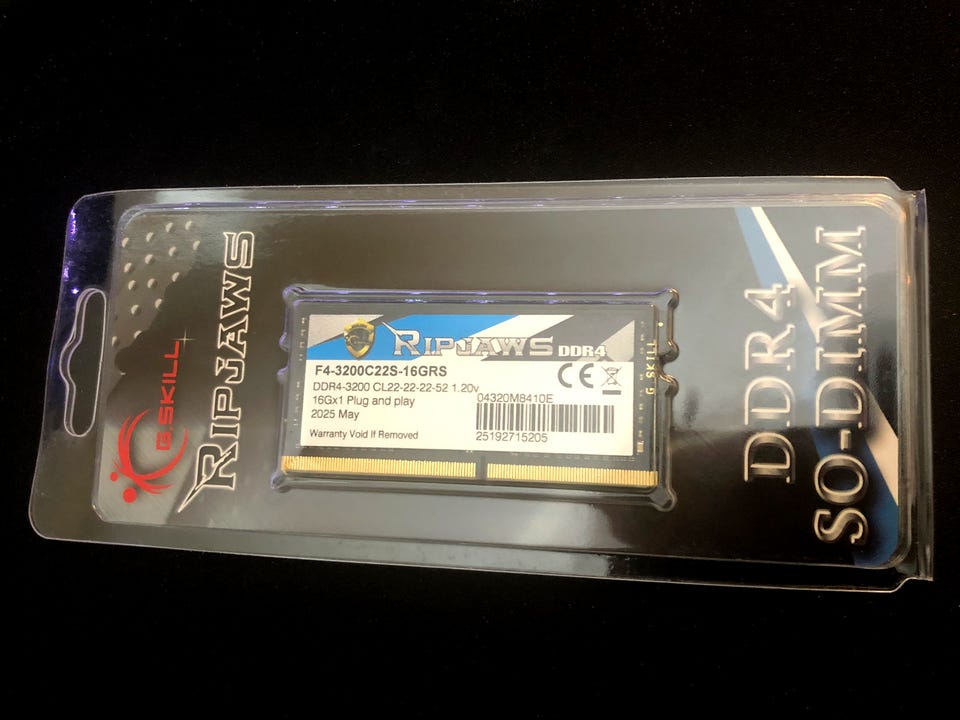 G.SKILL
RIPJAWS
RIPJAWS DDR4
F4-3200C22S-16GRS
DDR4-3200 CL22-22-22-52 1.20v
16Gx1 Plug and play
2025 May
Warranty Void If Removed
CE
04320M8410E
25192715205
G SKILL
DDR4
SO-DIMM